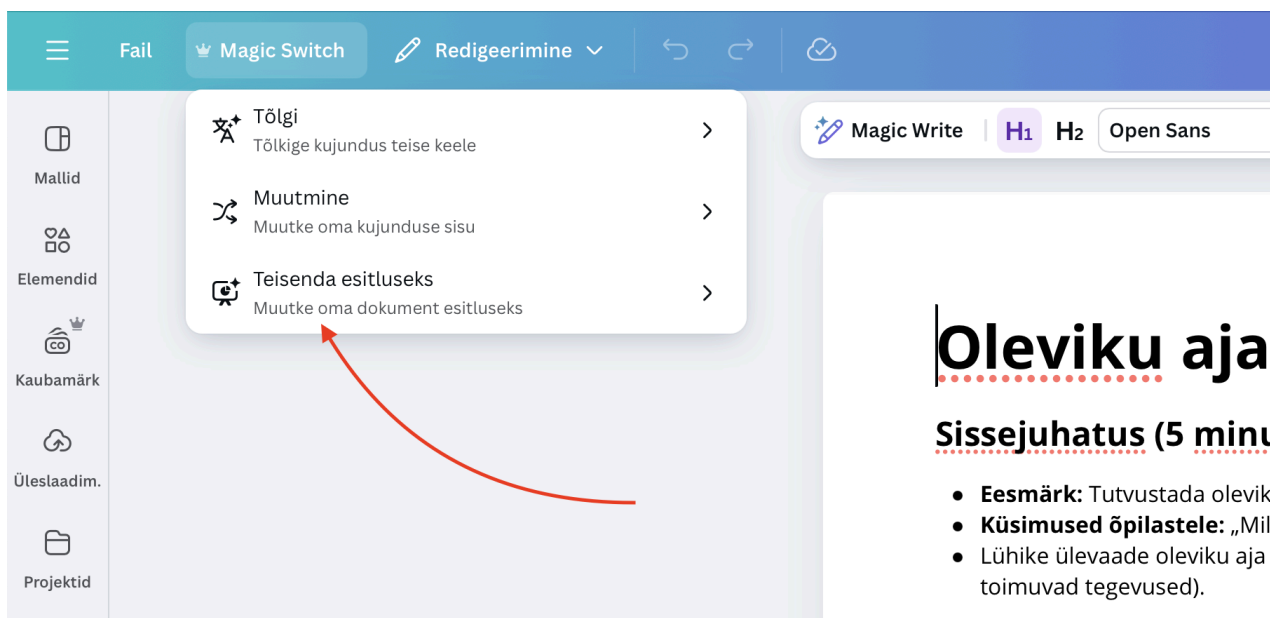 Fail
Magic Switch
Redigeerimine
Mallid
Elemendid
CO
Kaubamärk
Üleslaadim.
Projektid
Tõlgi
Tõlkige kujundus teise keele
Muutmine
Muutke oma kujunduse sisu
Teisenda esitluseks
Muutke oma dokument esitluseks
Magic Write
H1
H2
Open Sans
Oleviku aja
Sissejuhatus (5 minu
• Eesmärk: Tutvustada olevik
• Küsimused õpilastele: „Mil
• Lühike ülevaade oleviku aja
toimuvad tegevused).